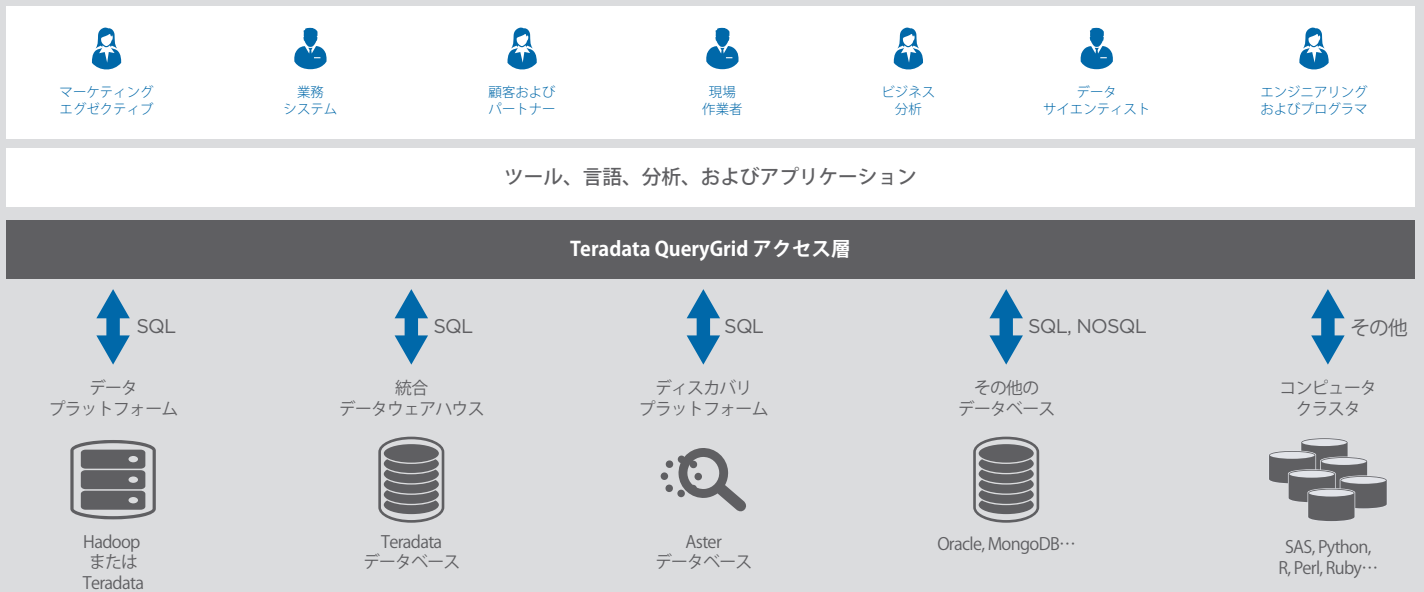 マーケティング
エグゼクティブ
業務
システム
顧客および
パートナー
現場
作業者
ビジネス
分析
データ
サイエンティスト
エンジニアリング
およびプログラマ
ツール、言語、分析、およびアプリケーション
Teradata QueryGrid アクセス層
SQL
SQL
SQL
SQL, NOSQL
その他
データ
プラットフォーム
統合
データウェアハウス
ディスカバリ
プラットフォーム
その他の
データベース
コンピュータ
クラスタ
Hadoop
または
Teradata
Teradata
データベース
Aster
データベース
Oracle, MongoDB…
SAS, Python,
R, Perl, Ruby…